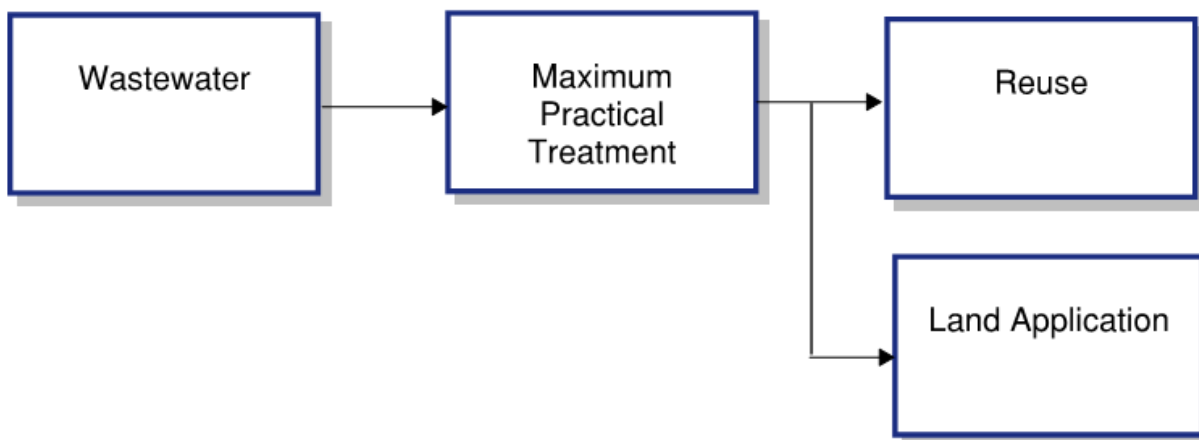 Wastewater
Maximum
Practical
Treatment
Reuse
Land Application